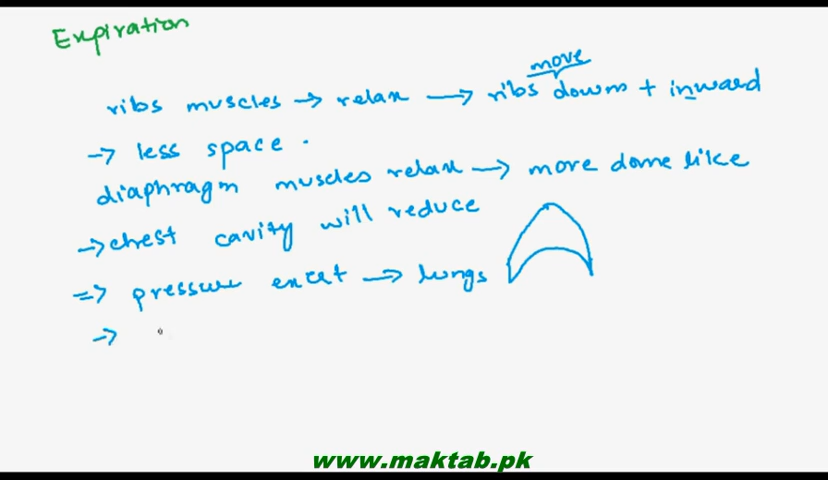 Expiration
move
ribs muscles → relax → ribs down + inward
→ less space .
diaphragm muscles relax → more dome like
→ chest cavity will reduce
⇒ pressure exert → lungs
→
www.maktab.pk